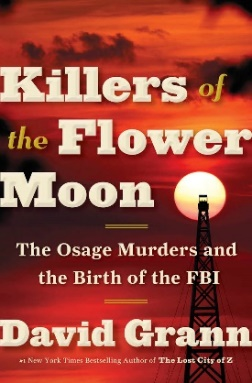 Killers of
the Flower
Moon
The Osage Murders and
the Birth of the FBI
David Grann
#1 New York Times Bestselling Author of The Lost City of Z